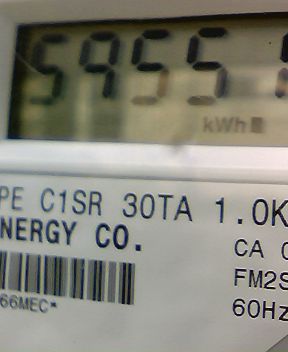 5955
kWh
PE C1SR 30TA 1.0K
NERGY CO.
CA
FM2S
60Hz
66MEC*